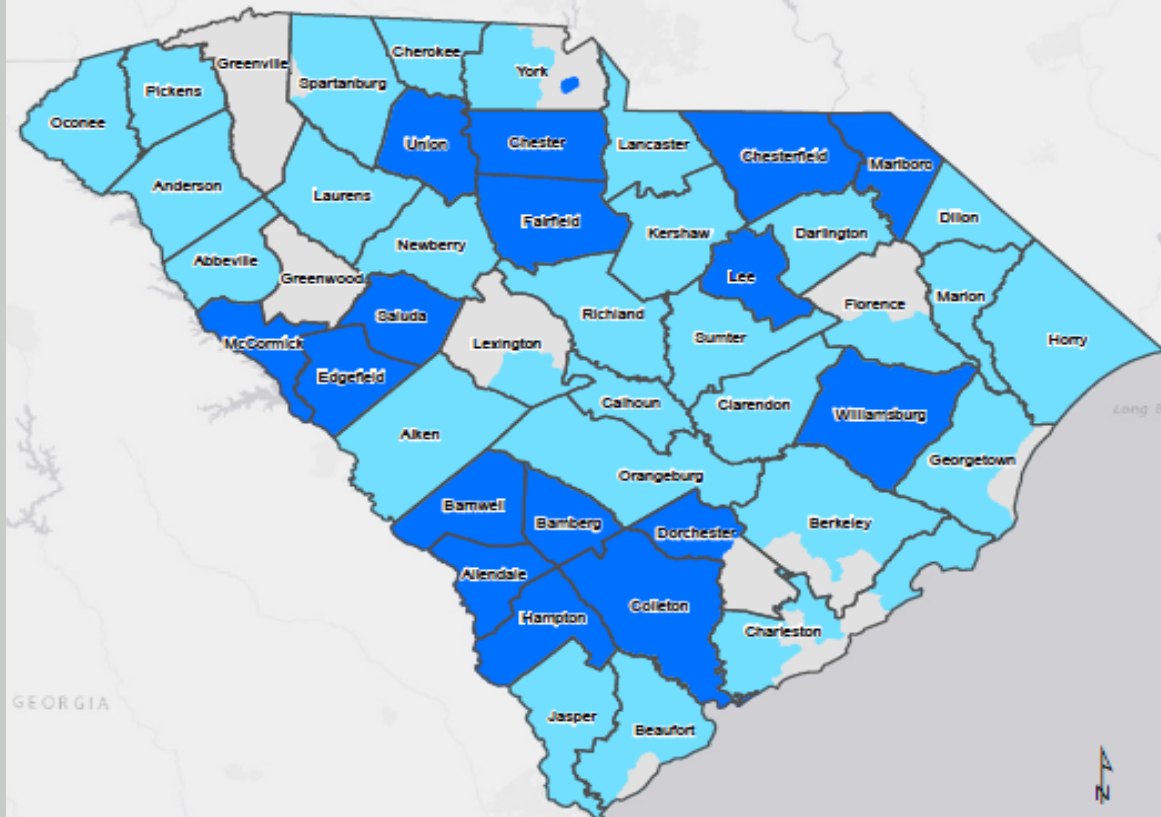 Cherokee
Greenville
York
Spartanburg
Pickens
Oconee
Union
Chester
Lancaster
Chesterfield
Marlboro
Anderson
Laurens
Dillon
Fairfield
Kershaw
Darlington
Newberry
Abbeville
Greenwood
Lee
Marion
Florence
Saluda
Richland
Sumter
Horry
McCormick
Lexington
Edgefield
Calhoun
Clarendon
Williamsburg
Long
Aiken
Georgetown
Orangeburg
Barnwell
Bamberg
Berkeley
Dorchester
Allendale
Colleton
Hampton
Charleston
GEORGIA
Jasper
Beaufort
N